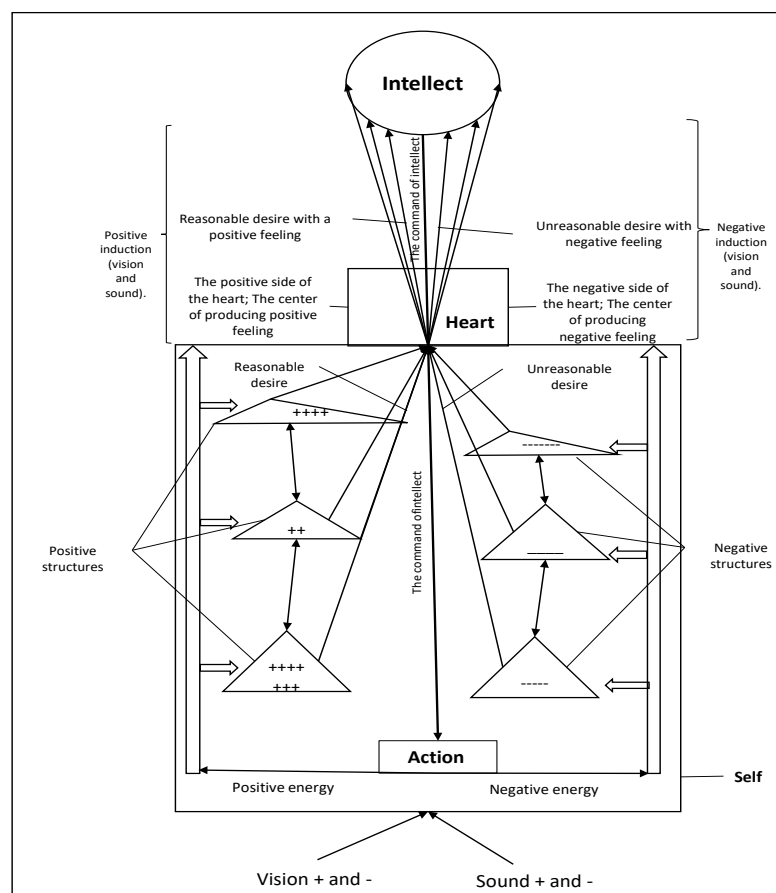 Intellect
The command of intellect
Positive
induction
(vision
and
sound).
Reasonable desire with a
positive feeling
Unreasonable desire with
negative feeling
Negative
induction
(vision
and
sound).
The positive side of
the heart; The center
of producing positive
feeling
Heart
The negative side of
the heart; The center
of producing
negative feeling
Reasonable
desire
Unreasonable
desire
++++
-------
The command ofintellect
++
_____
Positive
structures
Negative
structures
++++
+++
-----
Action
Positive energy
Negative energy
Self
Vision + and -
Sound + and -